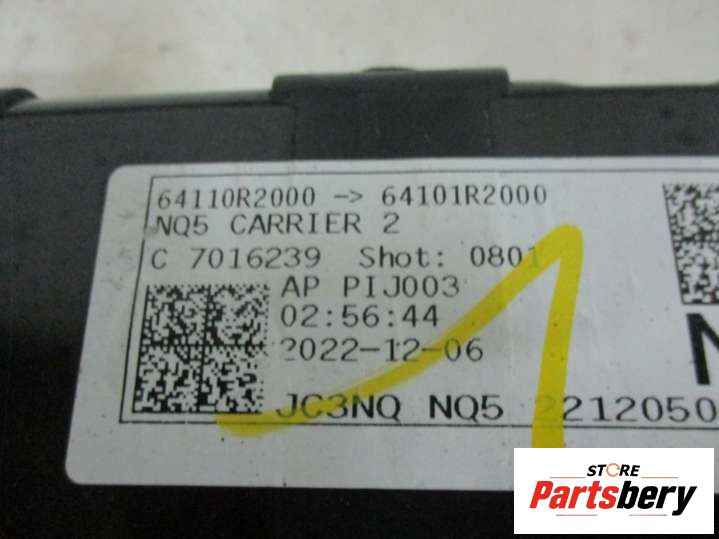 64110R2000 -> 64101R2000
NQ5 CARRIER 2
C 7016239 Shot: 0801
AP PIJ003
02:56:44
2022-12-06
JC3NQ NQ5 2212050
STORE
Partsbery